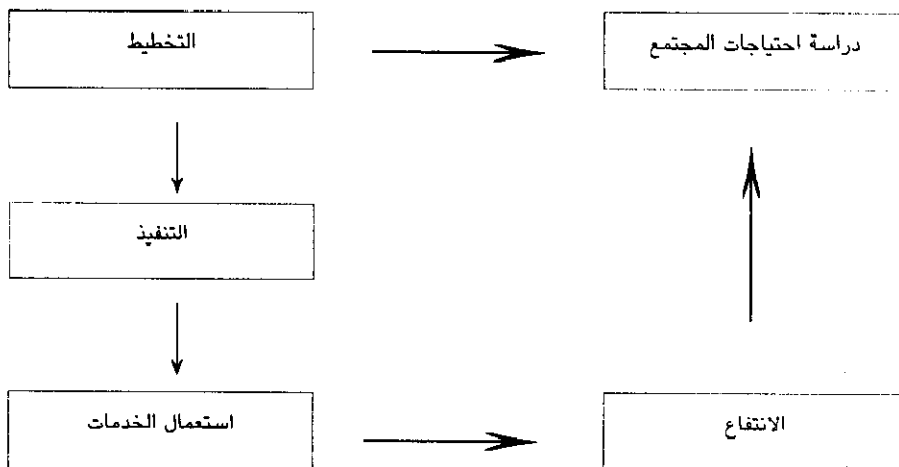 دراسة احتياجات المجتمع
التخطيط
التنفيذ
استعمال الخدمات
الانتفاع